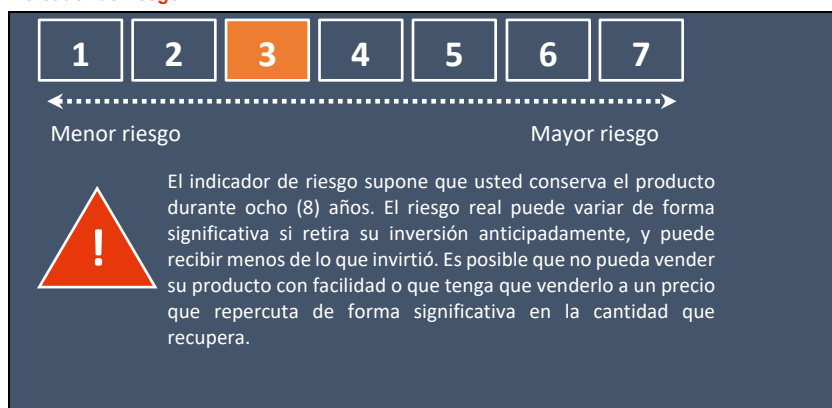 1 2 3 4 5 6 7
Menor riesgo Mayor riesgo
El indicador de riesgo supone que usted conserva el producto
durante ocho (8) años. El riesgo real puede variar de forma
significativa si retira su inversión anticipadamente, y puede
recibir menos de lo que invirtió. Es posible que no pueda vender
su producto con facilidad o que tenga que venderlo a un precio
que repercuta de forma significativa en la cantidad que
recupera.
!